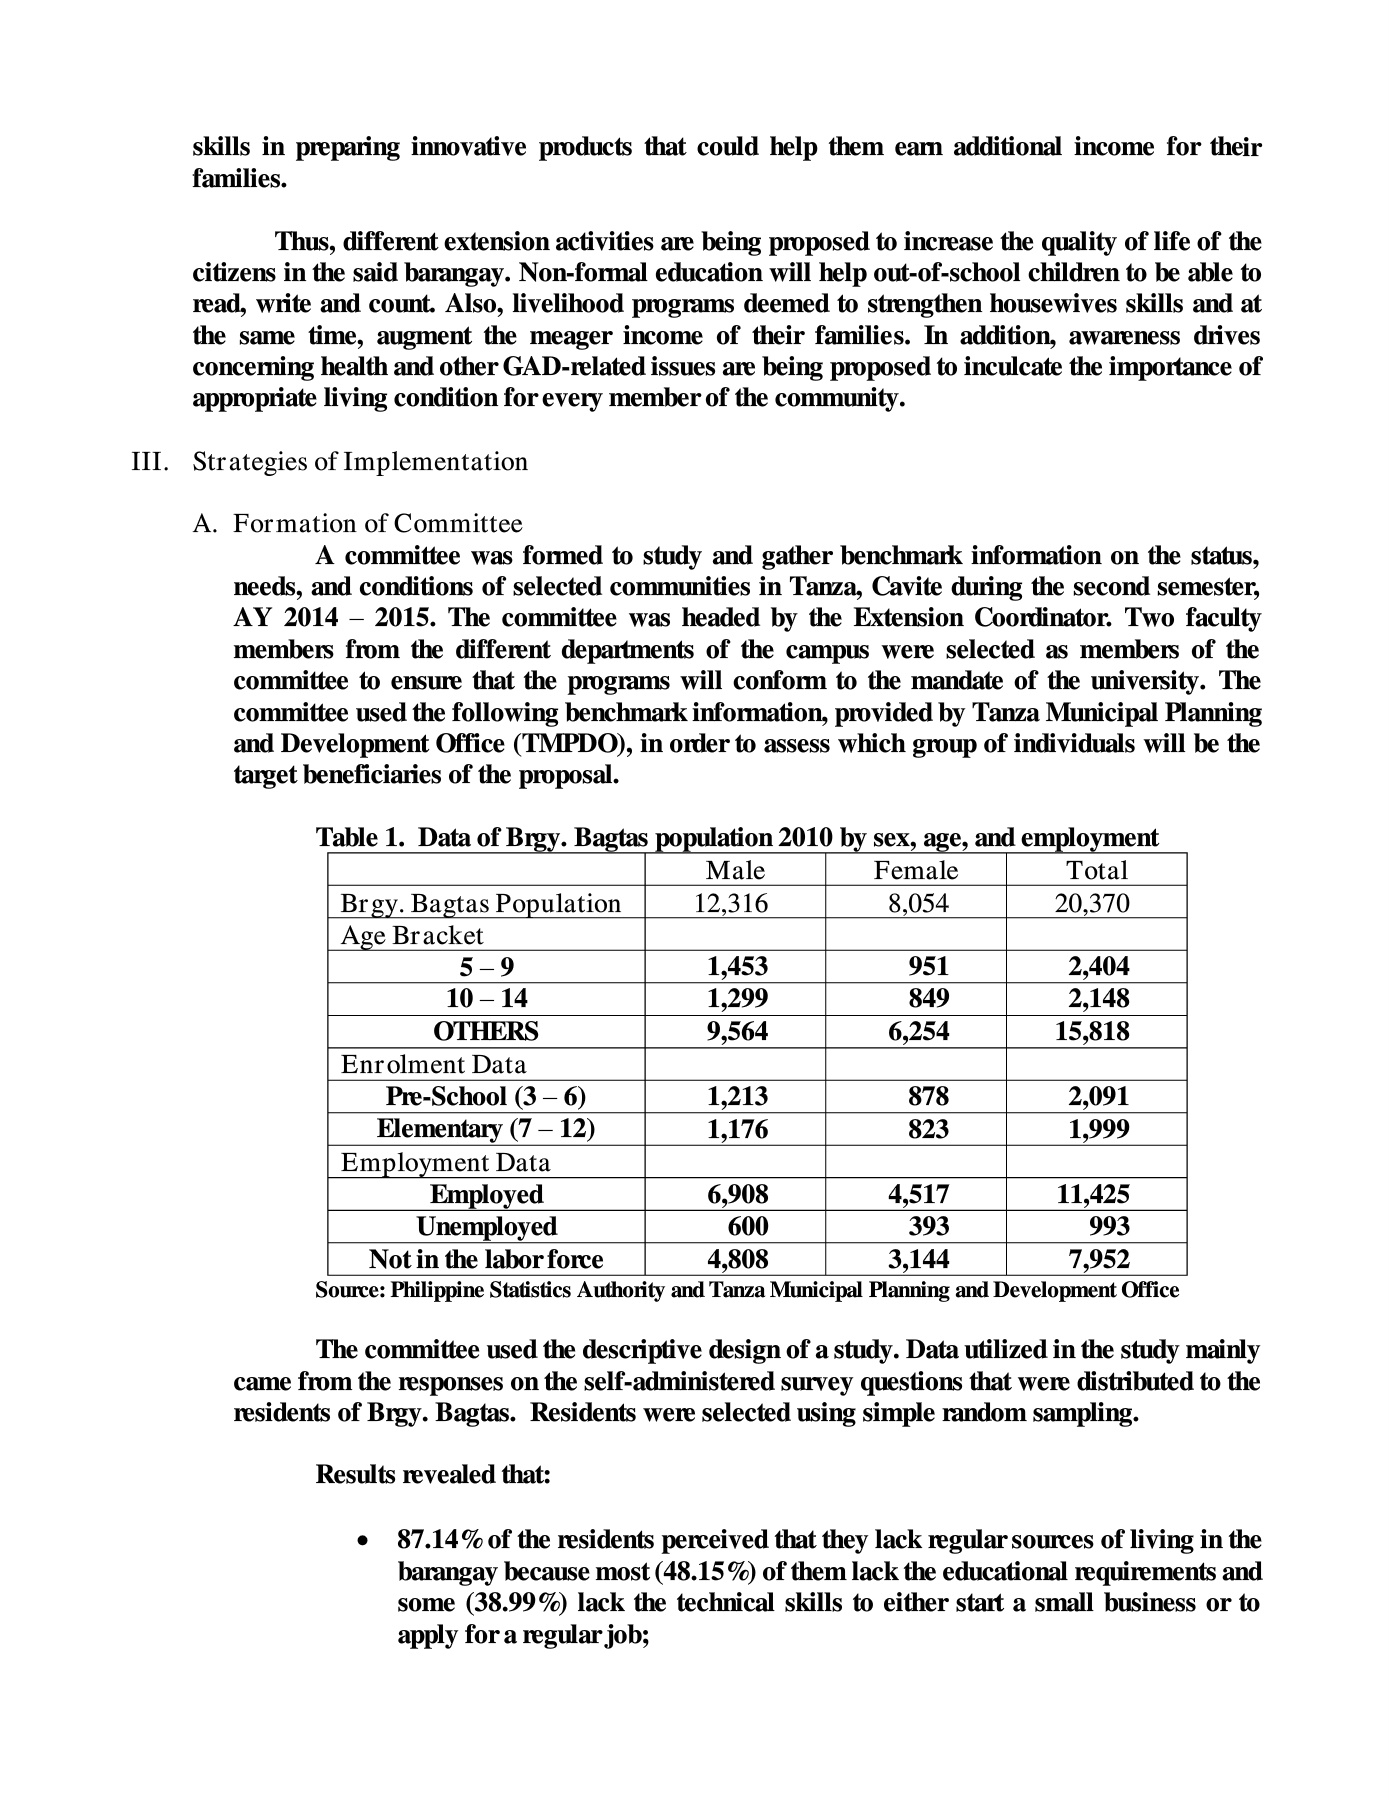 skills in preparing innovative products that could help them earn additional income for their
families.
Thus, different extension activities are being proposed to increase the quality of life of the
citizens in the said barangay. Non-formal education will help out-of-school children to be able to
read, write and count. Also, livelihood programs deemed to strengthen housewives skills and at
the same time, augment the meager income of their families. In addition, awareness drives
concerning health and other GAD-related issues are being proposed to inculcate the importance of
appropriate living condition for every member of the community.
III. Strategies of Implementation
A. Formation of Committee
A committee was formed to study and gather benchmark information on the status,
needs, and conditions of selected communities in Tanza, Cavite during the second semester,
AY 2014 – 2015. The committee was headed by the Extension Coordinator. Two faculty
members from the different departments of the campus were selected as members of the
committee to ensure that the programs will conform to the mandate of the university. The
committee used the following benchmark information, provided by Tanza Municipal Planning
and Development Office (TMPDO), in order to assess which group of individuals will be the
target beneficiaries of the proposal.
Table 1. Data of Brgy. Bagtas population 2010 by sex, age, and employment
Male Female Total
Brgy. Bagtas Population 12,316 8,054 20,370
Age Bracket
5 – 9 1,453 951 2,404
10 – 14 1,299 849 2,148
OTHERS 9,564 6,254 15,818
Enrolment Data
Pre-School (3 – 6) 1,213 878 2,091
Elementary (7 – 12) 1,176 823 1,999
Employment Data
Employed 6,908 4,517 11,425
Unemployed 600 393 993
Not in the labor force 4,808 3,144 7,952
Source: Philippine Statistics Authority and Tanza Municipal Planning and Development Office
The committee used the descriptive design of a study. Data utilized in the study mainly
came from the responses on the self-administered survey questions that were distributed to the
residents of Brgy. Bagtas. Residents were selected using simple random sampling.
Results revealed that:
• 87.14% of the residents perceived that they lack regular sources of living in the
barangay because most (48.15%) of them lack the educational requirements and
some (38.99%) lack the technical skills to either start a small business or to
apply for a regular job;